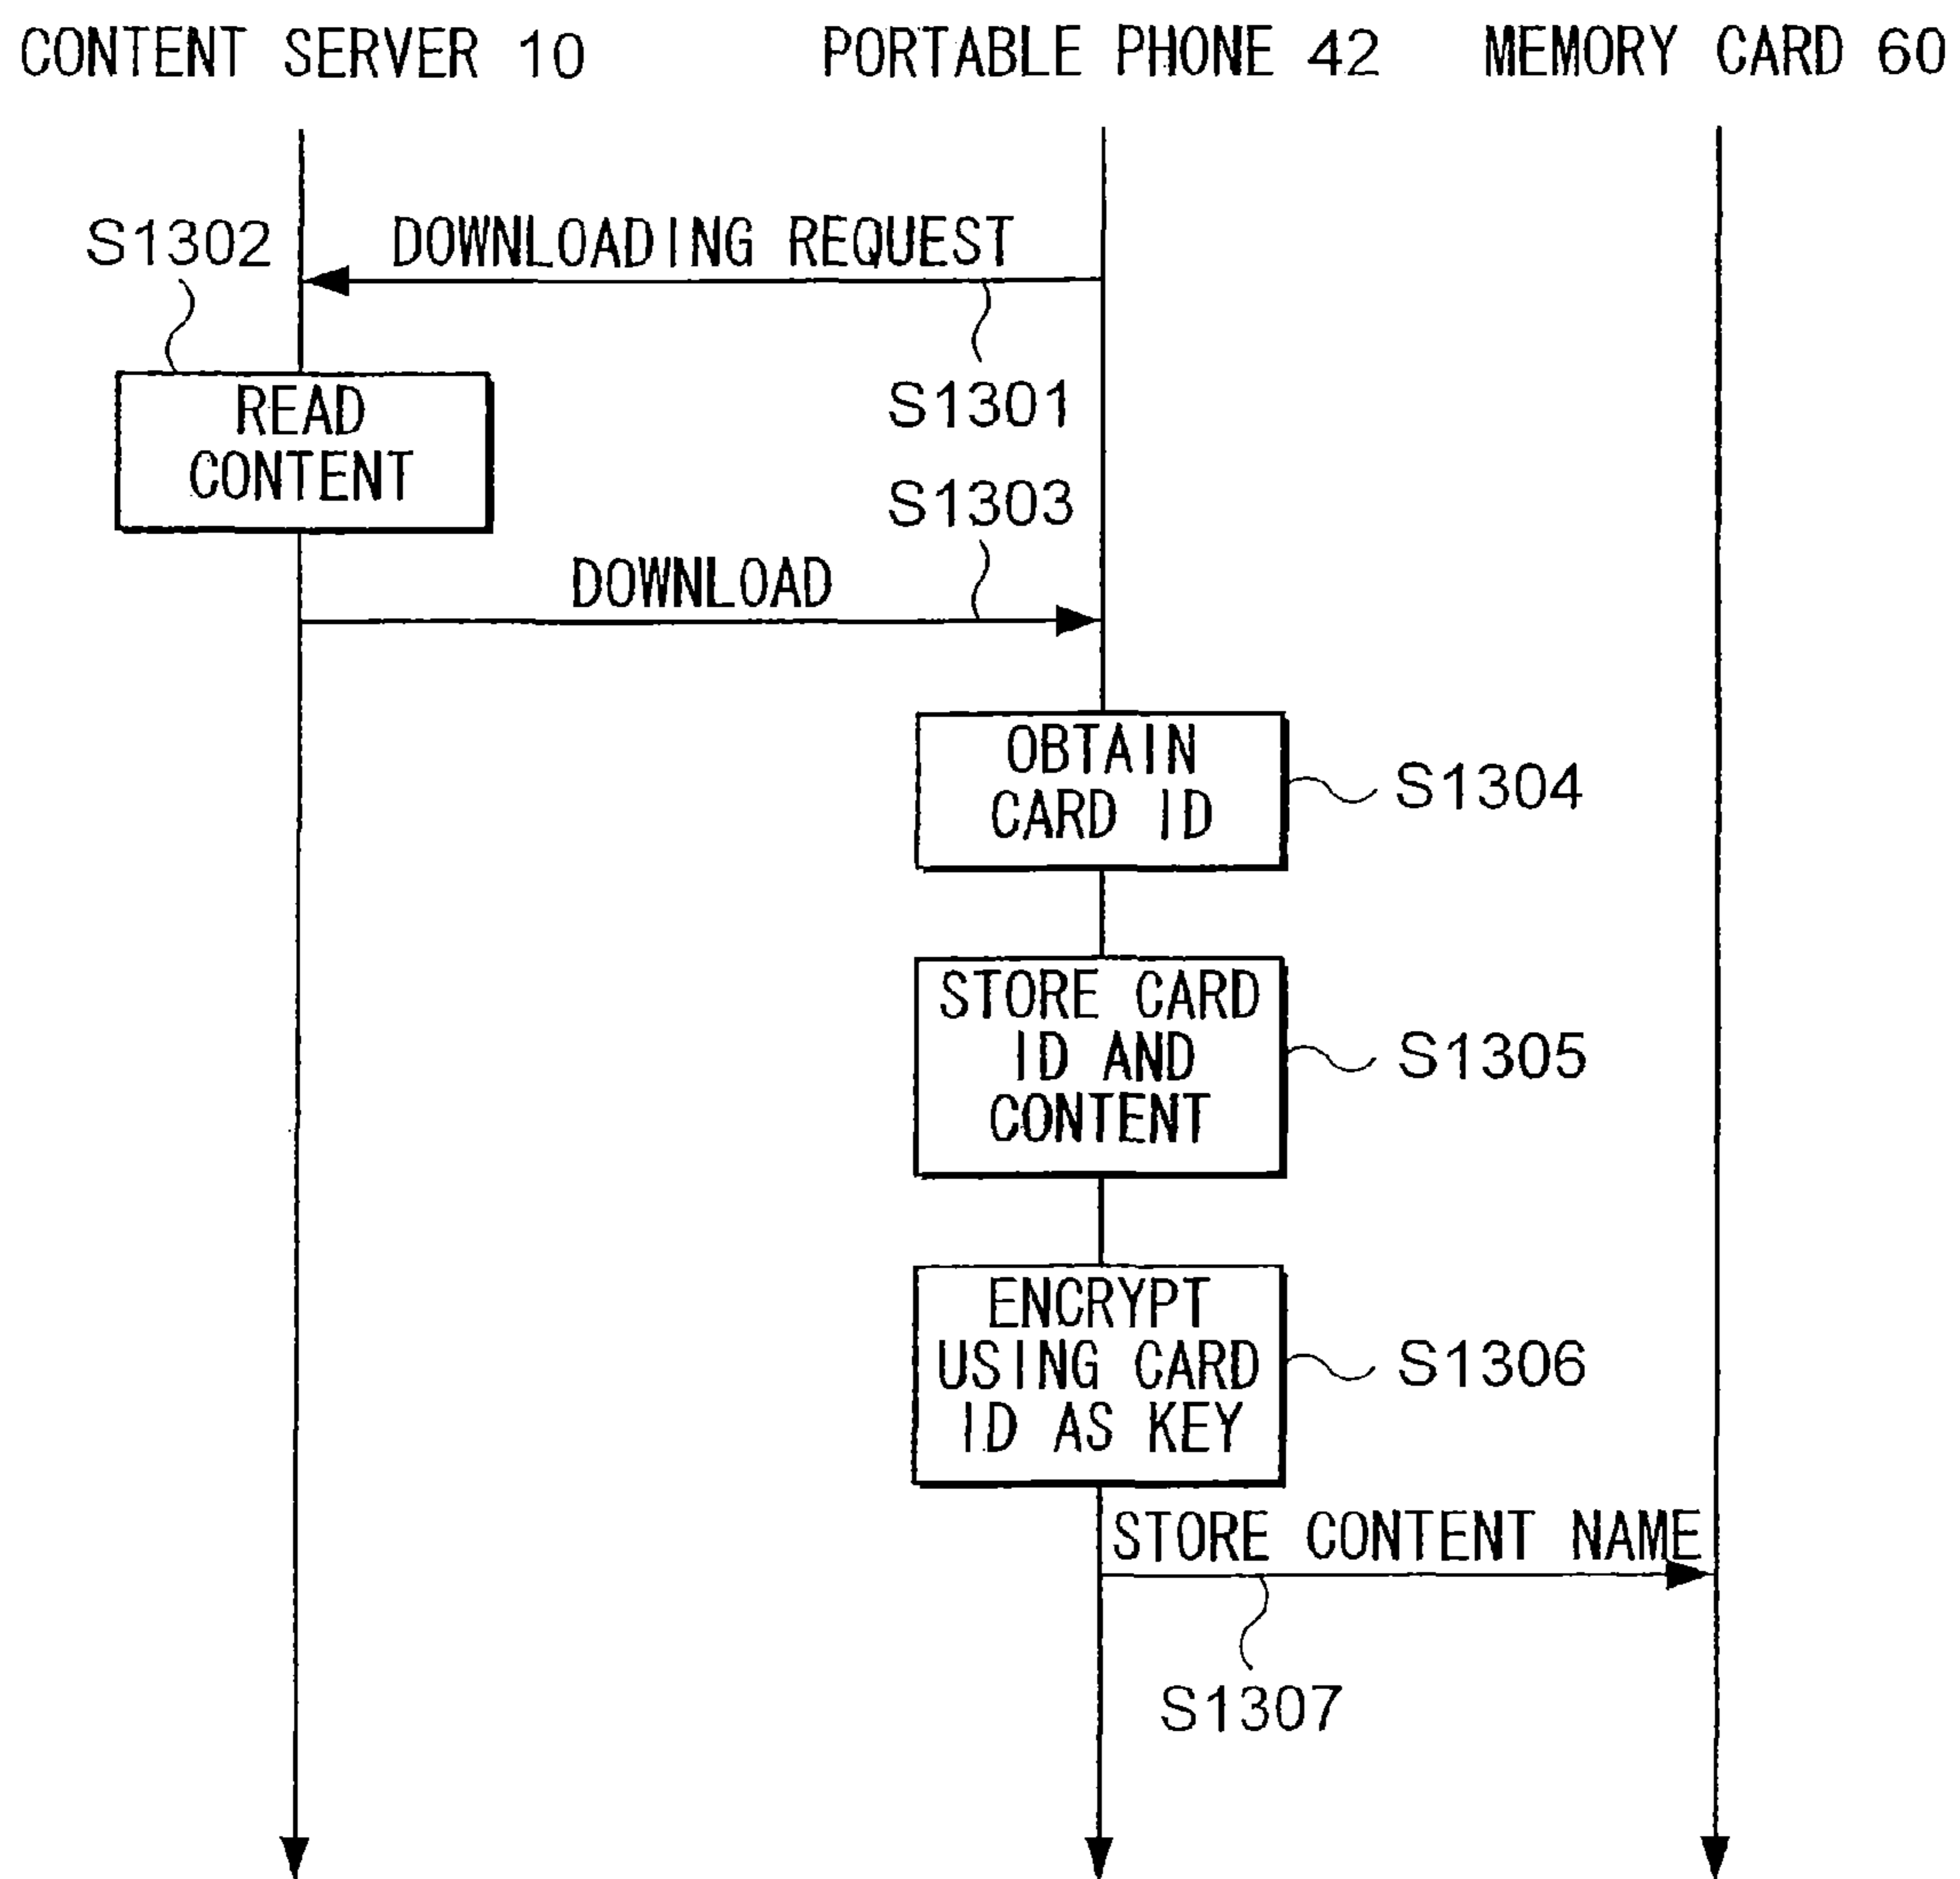 CONTENT SERVER 10 PORTABLE PHONE 42 MEMORY CARD 60
S1302 DOWNLOADING REQUEST
S1301
READ
CONTENT
S1303
DOWNLOAD
OBTAIN
CARD ID
S1304
STORE CARD
ID AND
CONTENT
S1305
ENCRYPT
USING CARD
ID AS KEY
S1306
STORE CONTENT NAME
S1307